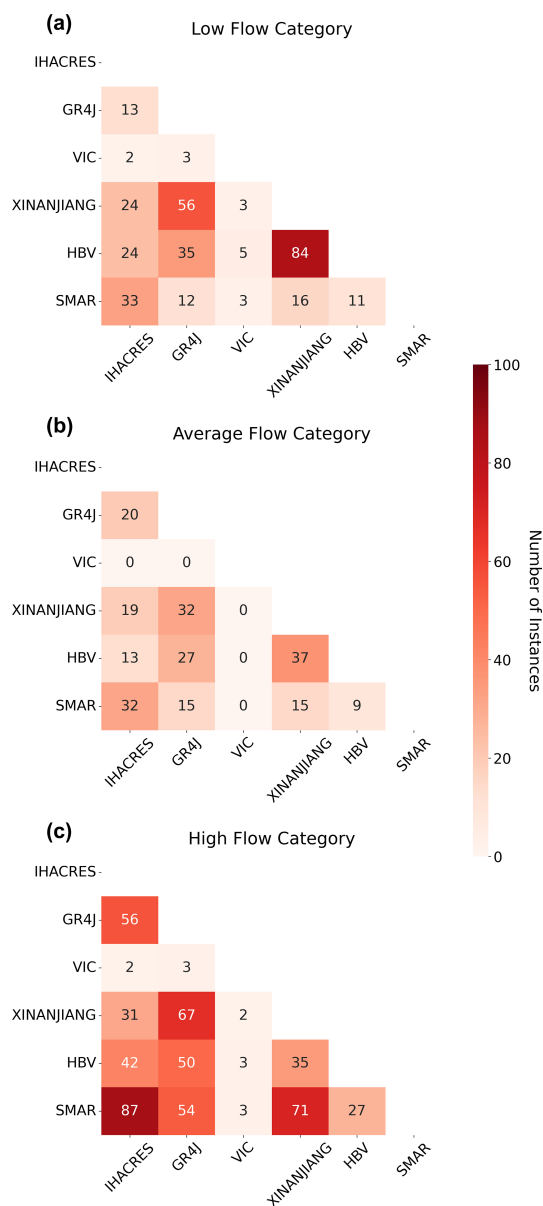 (a)
Low Flow Category
IHACRES
GR4J 13
VIC 2 3
XINANJIANG 24 56 3
HBV 24 35 5 84
SMAR 33 12 3 16 11
IHACRES GR4J VIC XINANJIANG HBV SMAR
(b)
Average Flow Category
IHACRES
GR4J 20
VIC 0 0
XINANJIANG 19 32 0
HBV 13 27 0 37
SMAR 32 15 0 15 9
IHACRES GR4J VIC XINANJIANG HBV SMAR
(c)
High Flow Category
IHACRES
GR4J 56
VIC 2 3
XINANJIANG 31 67 2
HBV 42 50 3 35
SMAR 87 54 3 71 27
IHACRES GR4J VIC XINANJIANG HBV SMAR
100
80
60
40
20
0
Number of Instances